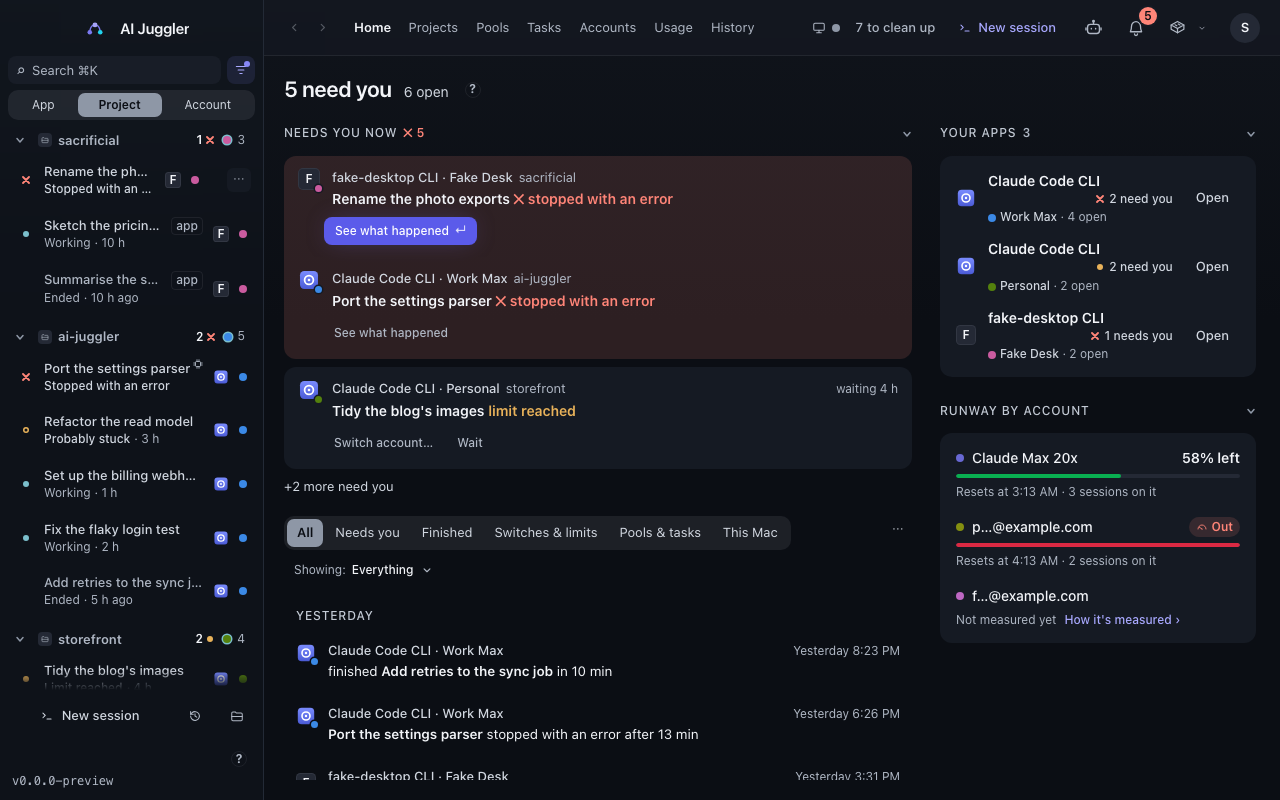 AI Juggler
Search ⌘K
App Project Account
sacrificial 1 3
Rename the ph...
Stopped with an ...
F
Sketch the pricin... app
Working · 10 h
F
Summarise the s... app
Ended · 10 h ago
F
ai-juggler 2 5
Port the settings parser
Stopped with an error
Refactor the read model
Probably stuck · 3 h
Set up the billing webh...
Working · 1 h
Fix the flaky login test
Working · 2 h
Add retries to the sync j...
Ended · 5 h ago
storefront 2 4
Tidy the blog's images
Limit reached · 4 h
New session
?
v0.0.0-preview
Home Projects Pools Tasks Accounts Usage History
7 to clean up
New session
5
S
5 need you 6 open ?
NEEDS YOU NOW 5
F
fake-desktop CLI · Fake Desk sacrificial
Rename the photo exports stopped with an error
See what happened ↵
Claude Code CLI · Work Max ai-juggler
Port the settings parser stopped with an error
See what happened
Claude Code CLI · Personal storefront waiting 4 h
Tidy the blog's images limit reached
Switch account... Wait
+2 more need you
All Needs you Finished Switches & limits Pools & tasks This Mac
Showing: Everything
YESTERDAY
Claude Code CLI · Work Max Yesterday 8:23 PM
finished Add retries to the sync job in 10 min
Claude Code CLI · Work Max Yesterday 6:26 PM
Port the settings parser stopped with an error after 13 min
fake-desktop CLI · Fake Desk Yesterday 3:31 PM
YOUR APPS 3
Claude Code CLI
2 need you Open
Work Max · 4 open
Claude Code CLI
2 need you Open
Personal · 2 open
fake-desktop CLI
F
1 needs you Open
Fake Desk · 2 open
RUNWAY BY ACCOUNT
Claude Max 20x 58% left
Resets at 3:13 AM · 3 sessions on it
p...@example.com Out
Resets at 4:13 AM · 2 sessions on it
f...@example.com
Not measured yet How it's measured ›